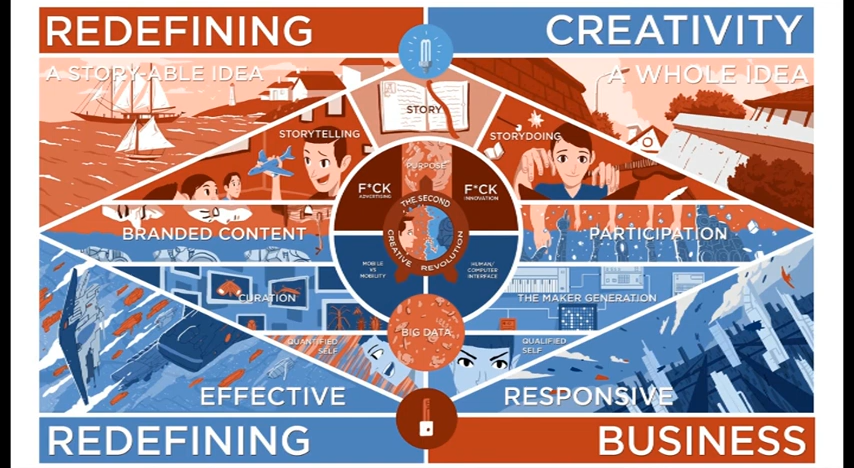 REDEFINING
CREATIVITY
A STORY-ABLE IDEA
A WHOLE IDEA
STORY
STORYTELLING
STORYDOING
PURPOSE
F*CK
ADVERTISING
F*CK
INNOVATION
THE SECOND
CREATIVE REVOLUTION
BRANDED CONTENT
PARTICIPATION
MOBILE
VS
MOBILITY
HUMAN/
COMPUTER
INTERFACE
CURATION
THE MAKER GENERATION
BIG DATA
QUANTIFIED
SELF
QUALIFIED
SELF
EFFECTIVE
RESPONSIVE
REDEFINING
BUSINESS